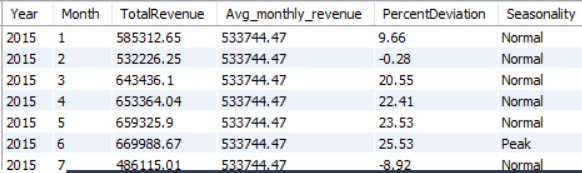 Year Month TotalRevenue Avg_monthly_revenue PercentDeviation Seasonality
2015 1 585312.65 533744.47 9.66 Normal
2015 2 532226.25 533744.47 -0.28 Normal
2015 3 643436.1 533744.47 20.55 Normal
2015 4 653364.04 533744.47 22.41 Normal
2015 5 659325.9 533744.47 23.53 Normal
2015 6 669988.67 533744.47 25.53 Peak
2015 7 486115.01 533744.47 -8.92 Normal